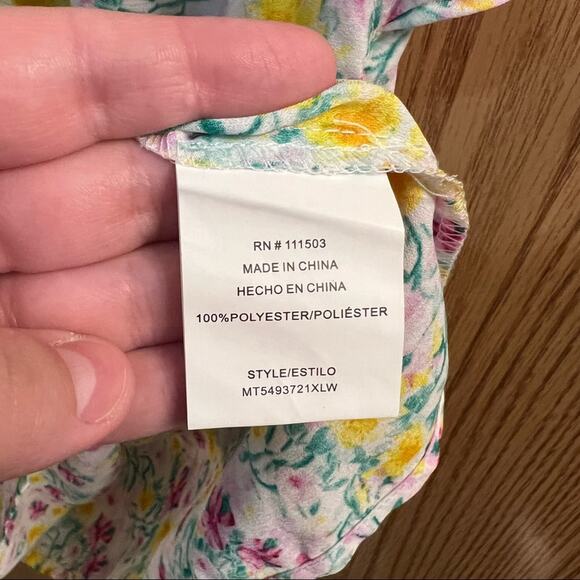 RN # 111503
MADE IN CHINA
HECHO EN CHINA
100%POLYESTER/POLIÉSTER
STYLE/ESTILO
MT5493721XLW